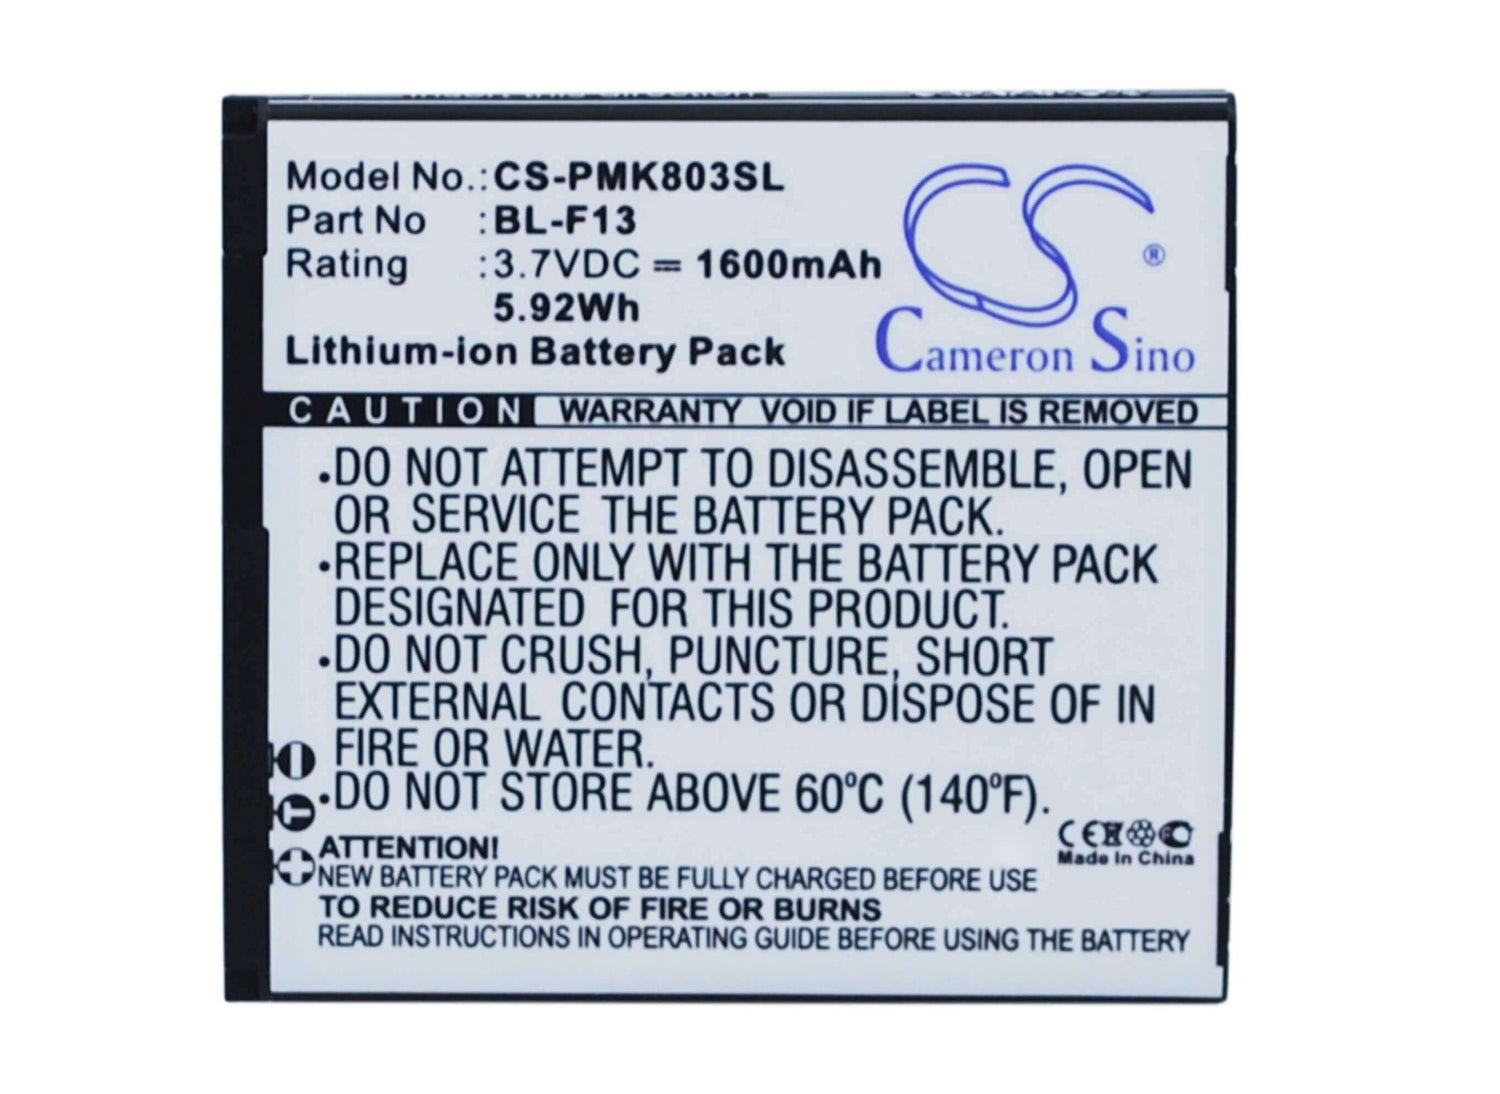 Model No.:CS-PMK803SL
Part No :BL-F13
Rating :3.7VDC ⎓ 1600mAh
5.92Wh
Lithium-ion Battery Pack
CS
®
Cameron Sino
CAUTION WARRANTY VOID IF LABEL IS REMOVED
•DO NOT ATTEMPT TO DISASSEMBLE, OPEN
OR SERVICE THE BATTERY PACK.
•REPLACE ONLY WITH THE BATTERY PACK
DESIGNATED FOR THIS PRODUCT.
•DO NOT CRUSH, PUNCTURE, SHORT
EXTERNAL CONTACTS OR DISPOSE OF IN
FIRE OR WATER.
•DO NOT STORE ABOVE 60°C (140°F).
CE
Made In China
ATTENTION!
NEW BATTERY PACK MUST BE FULLY CHARGED BEFORE USE
TO REDUCE RISK OF FIRE OR BURNS
READ INSTRUCTIONS IN OPERATING GUIDE BEFORE USING THE BATTERY